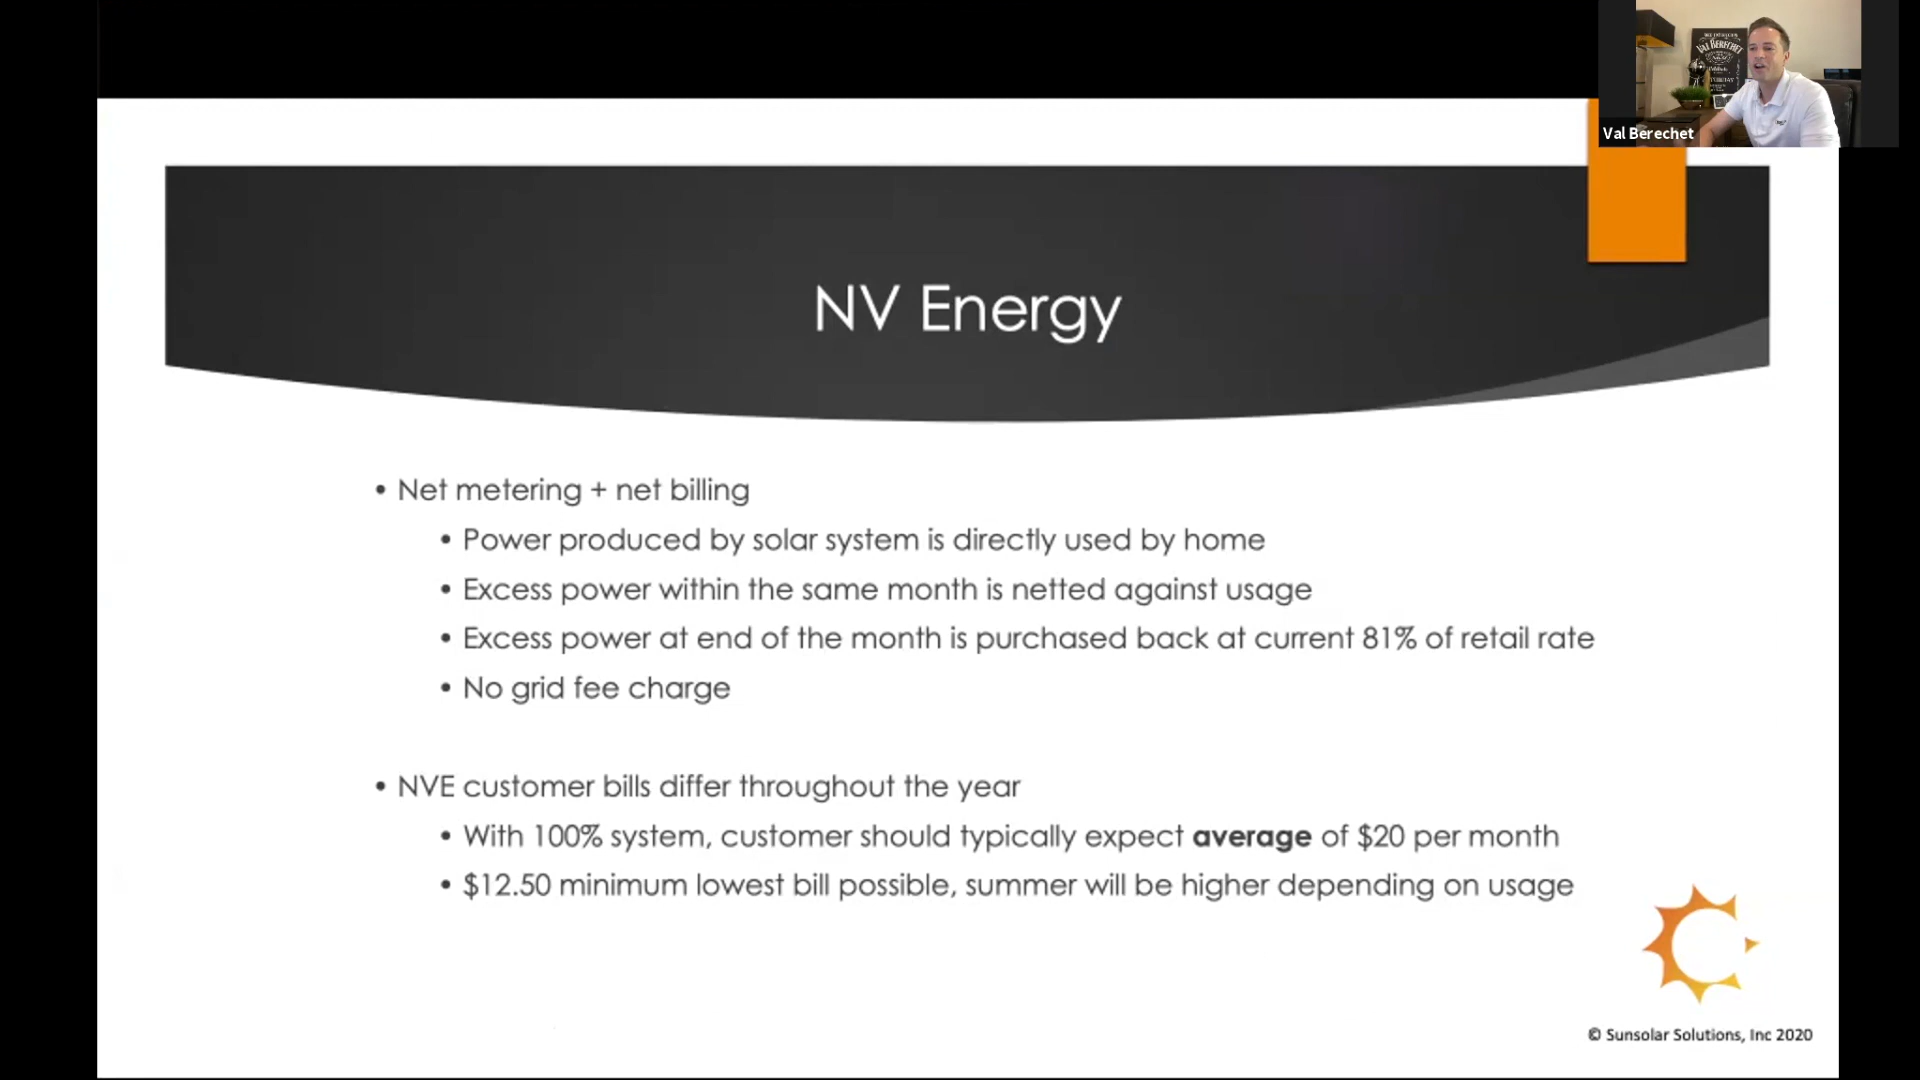 VAL BERECHET
Val Berechet
NV Energy
• Net metering + net billing
• Power produced by solar system is directly used by home
• Excess power within the same month is netted against usage
• Excess power at end of the month is purchased back at current 81% of retail rate
• No grid fee charge
• NVE customer bills differ throughout the year
• With 100% system, customer should typically expect average of $20 per month
• $12.50 minimum lowest bill possible, summer will be higher depending on usage
© Sunsolar Solutions, Inc 2020